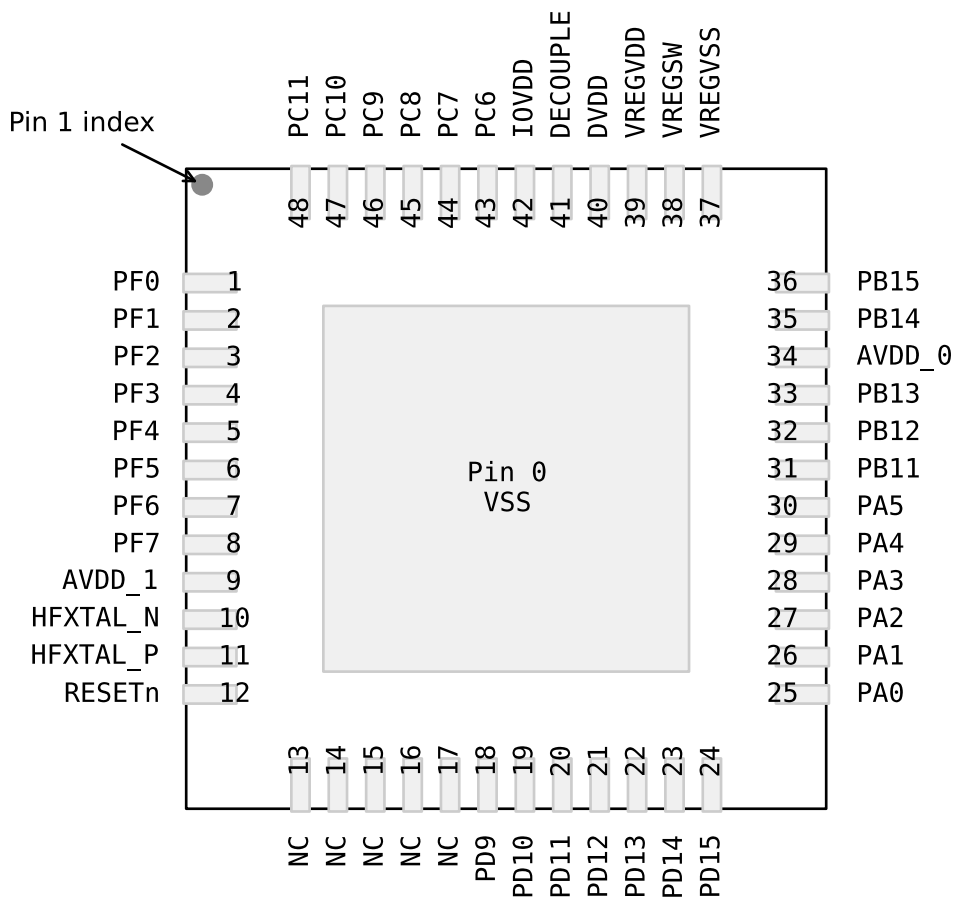 PC11 PC10 PC9 PC8 PC7 PC6 IOVDD DECOUPLE DVDD VREGVDD VREGSW VREGVSS
Pin 1 index
48 47 46 45 44 43 42 41 40 39 38 37
PF0 1 36 PB15
PF1 2 35 PB14
PF2 3 34 AVDD_0
PF3 4 33 PB13
PF4 5 32 PB12
PF5 6 31 PB11
Pin 0
VSS
PF6 7 30 PA5
PF7 8 29 PA4
AVDD_1 9 28 PA3
HFXTAL_N 10 27 PA2
HFXTAL_P 11 26 PA1
RESETn 12 25 PA0
13 14 15 16 17 18 19 20 21 22 23 24
NC NC NC NC NC PD9 PD10 PD11 PD12 PD13 PD14 PD15